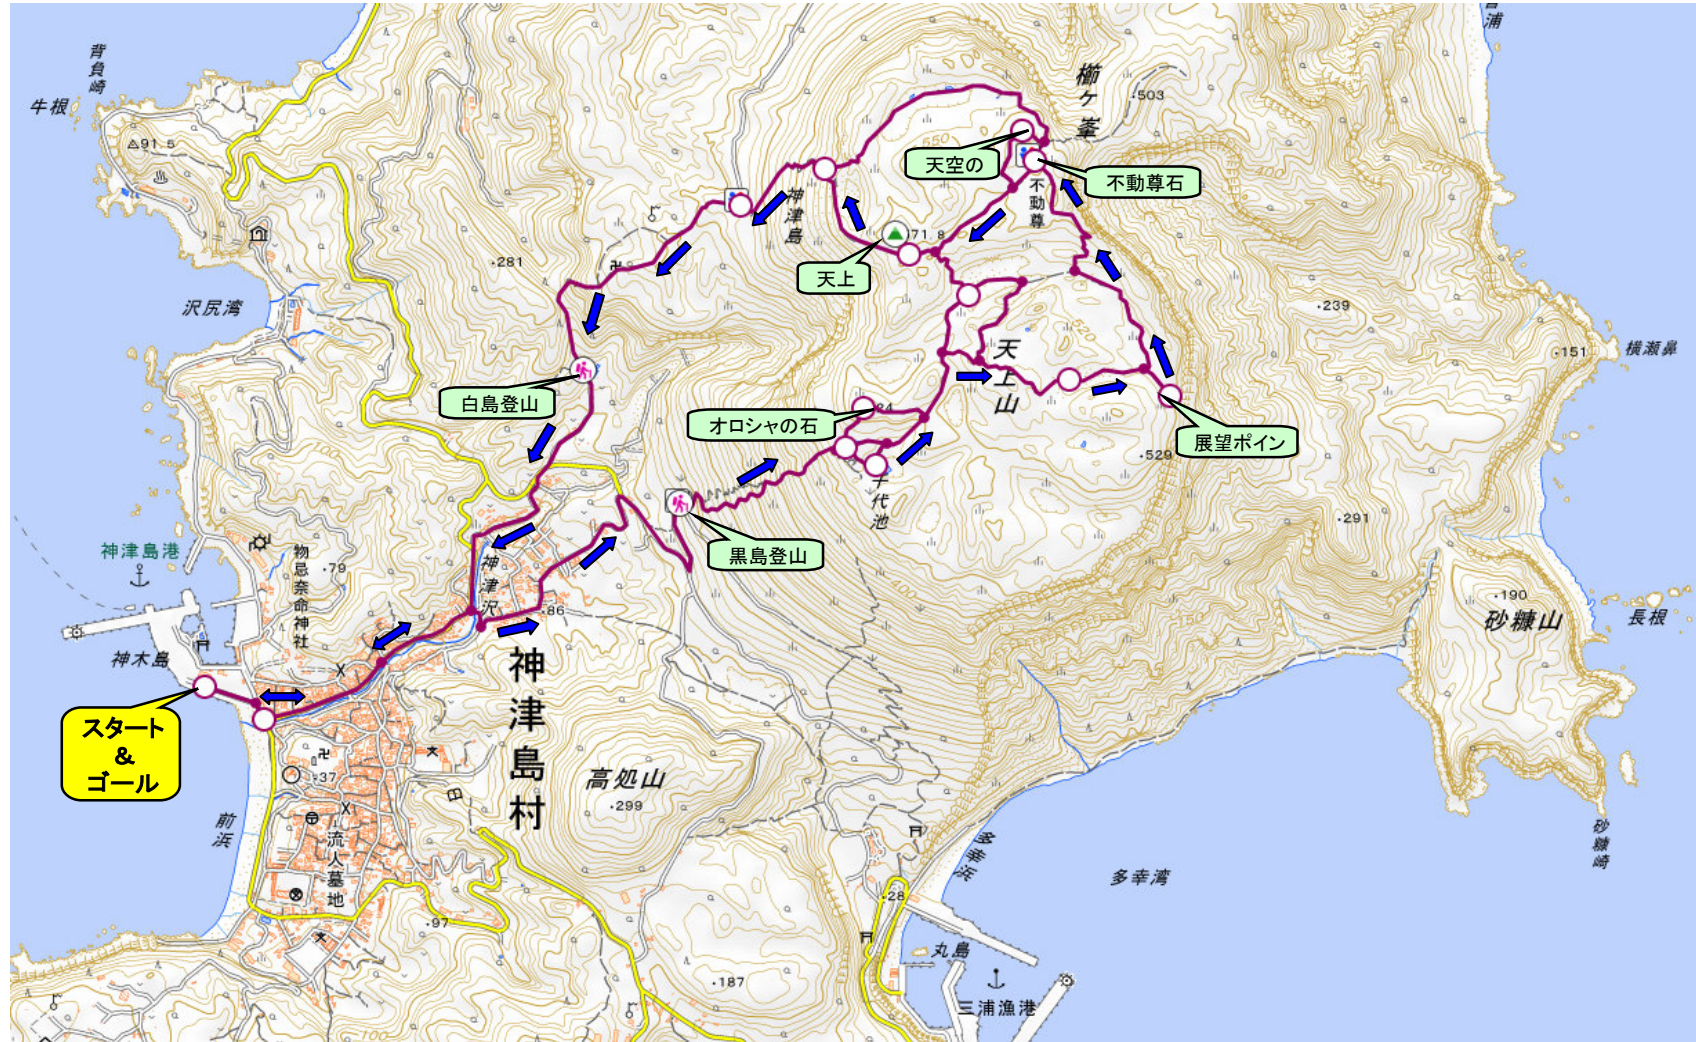 背負崎
牛根
91.5
沢尻湾
281
櫛ケ峯
503
天空の
不動尊石
不動尊
神津島
71.8
天上
239
横瀬鼻
151
白島登山
天上山
オロシャの石
展望ポイン
529
千代池
291
黒島登山
神津島港
物忌奈命神社
79
神津沢
86
神木島
190
砂糠山
長根
スタート
&
ゴール
神津島村
37
高処山
299
前浜
流人墓地
砂糠崎
多幸浜
多幸湾
28
97
丸島
187
三浦漁港